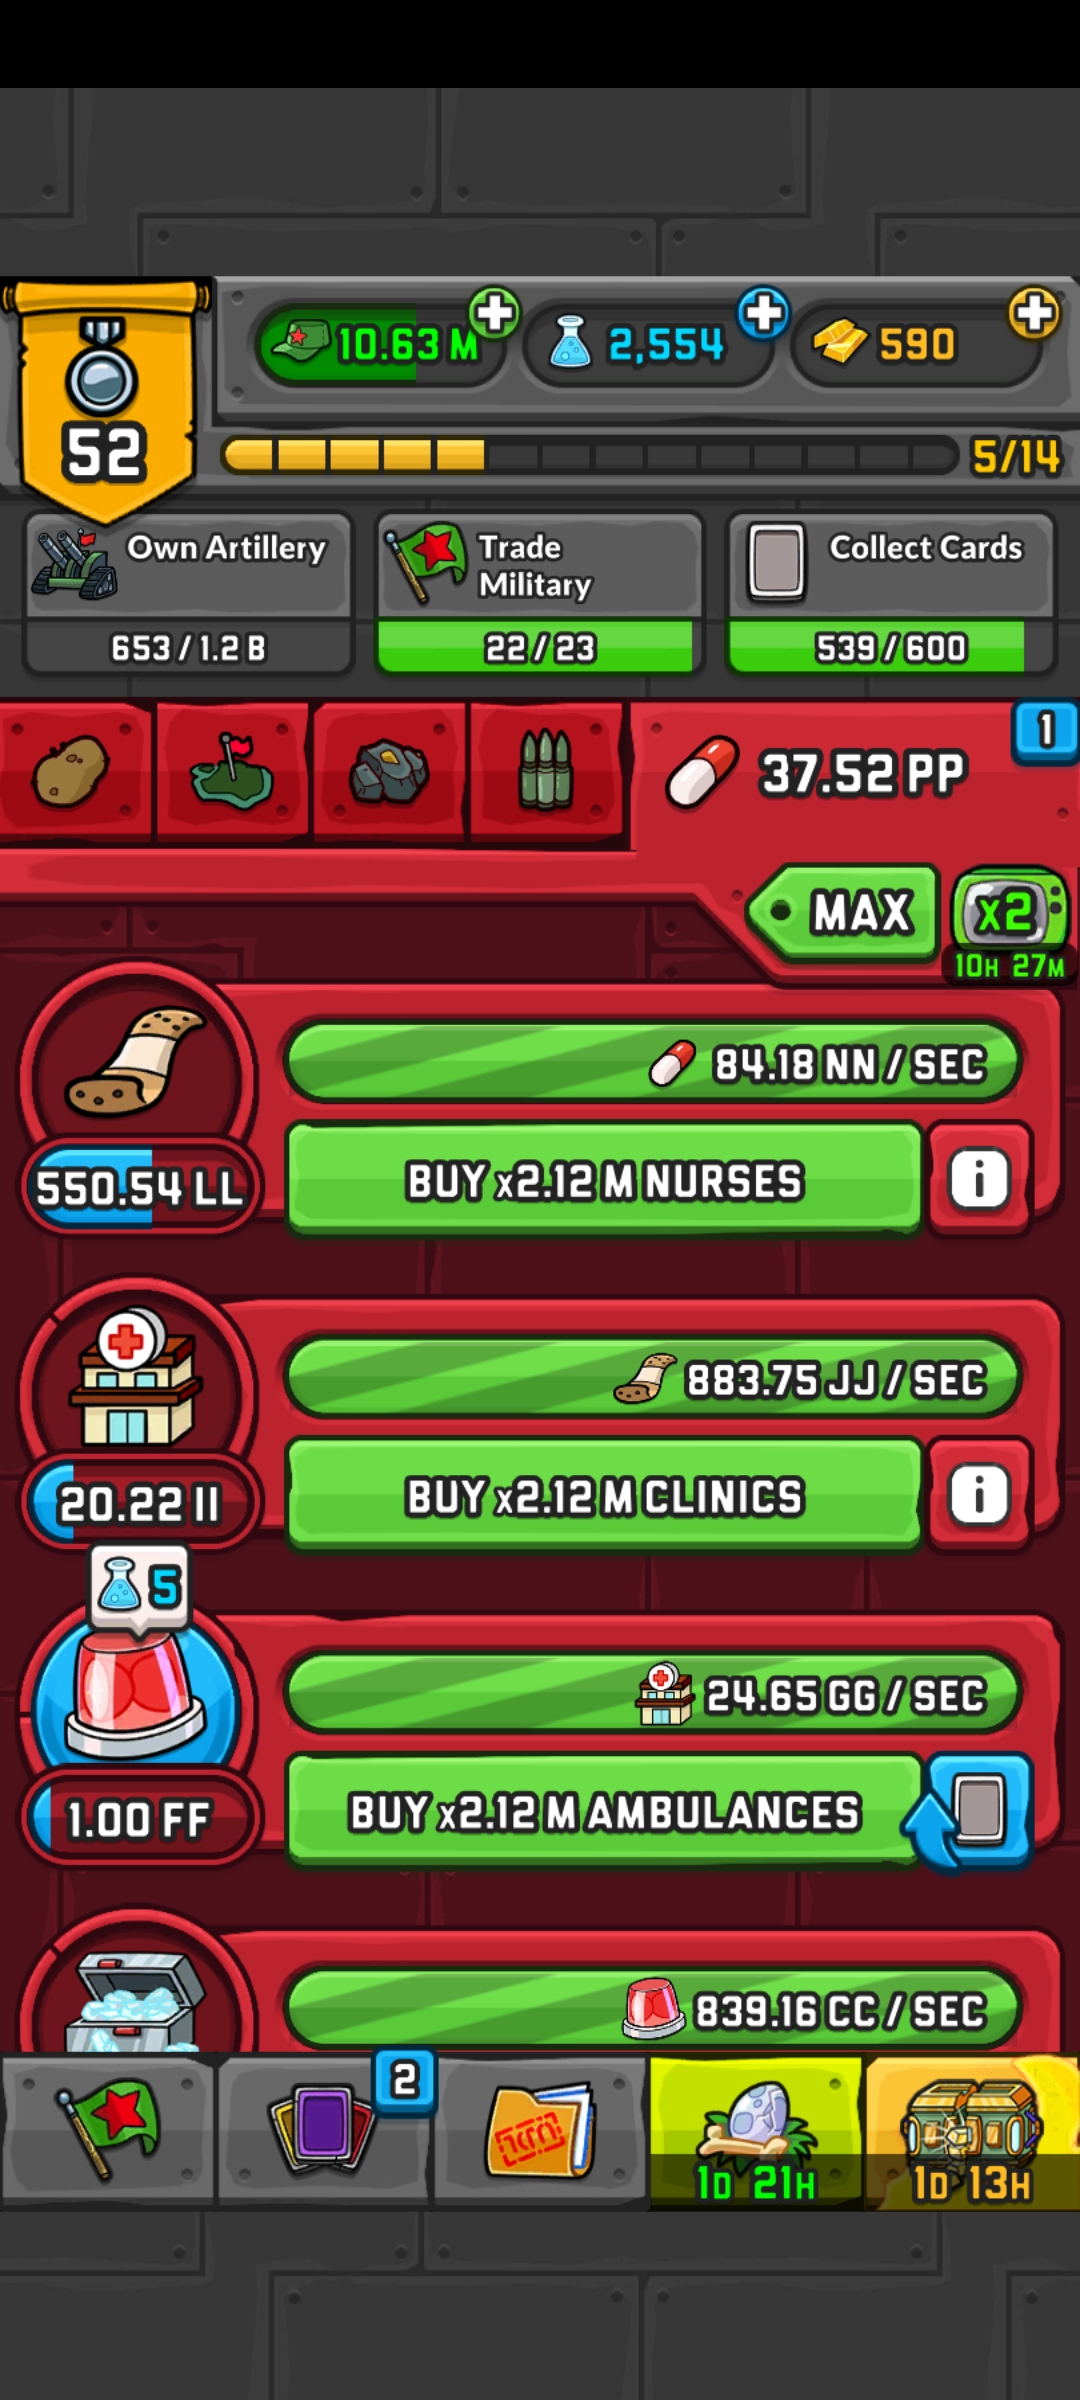 10.63 M
2,554
590
52
5/14
Own Artillery
653 / 1.2 B
Trade
Military
22 / 23
Collect Cards
539 / 600
37.52 PP
1
MAX
x2
10H 27M
84.18 NN / SEC
550.54 LL
BUY x2.12 M NURSES
i
883.75 JJ / SEC
20.22 II
BUY x2.12 M CLINICS
i
5
24.65 GG / SEC
1.00 FF
BUY x2.12 M AMBULANCES
839.16 CC / SEC
2
1D 21H
1D 13H